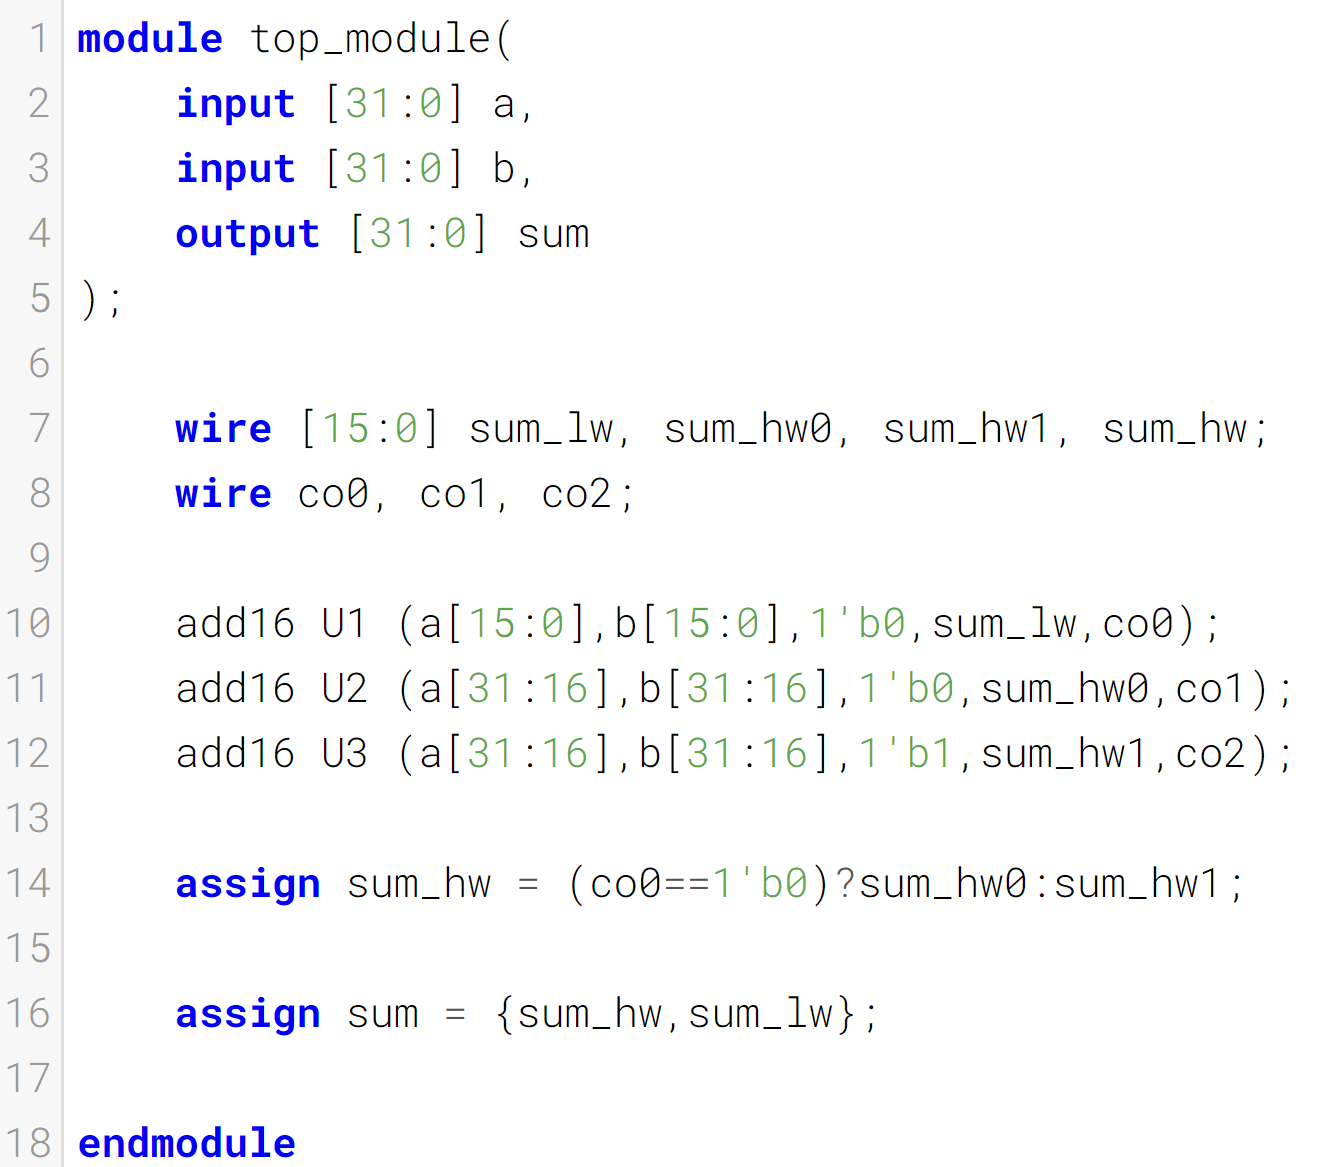 1 module top_module(
2     input [31:0] a,
3     input [31:0] b,
4     output [31:0] sum
5 );
6
7     wire [15:0] sum_lw, sum_hw0, sum_hw1, sum_hw;
8     wire co0, co1, co2;
9
10     add16 U1 (a[15:0],b[15:0],1'b0,sum_lw,co0);
11     add16 U2 (a[31:16],b[31:16],1'b0,sum_hw0,co1);
12     add16 U3 (a[31:16],b[31:16],1'b1,sum_hw1,co2);
13
14     assign sum_hw = (co0==1'b0)?sum_hw0:sum_hw1;
15
16     assign sum = {sum_hw,sum_lw};
17
18 endmodule